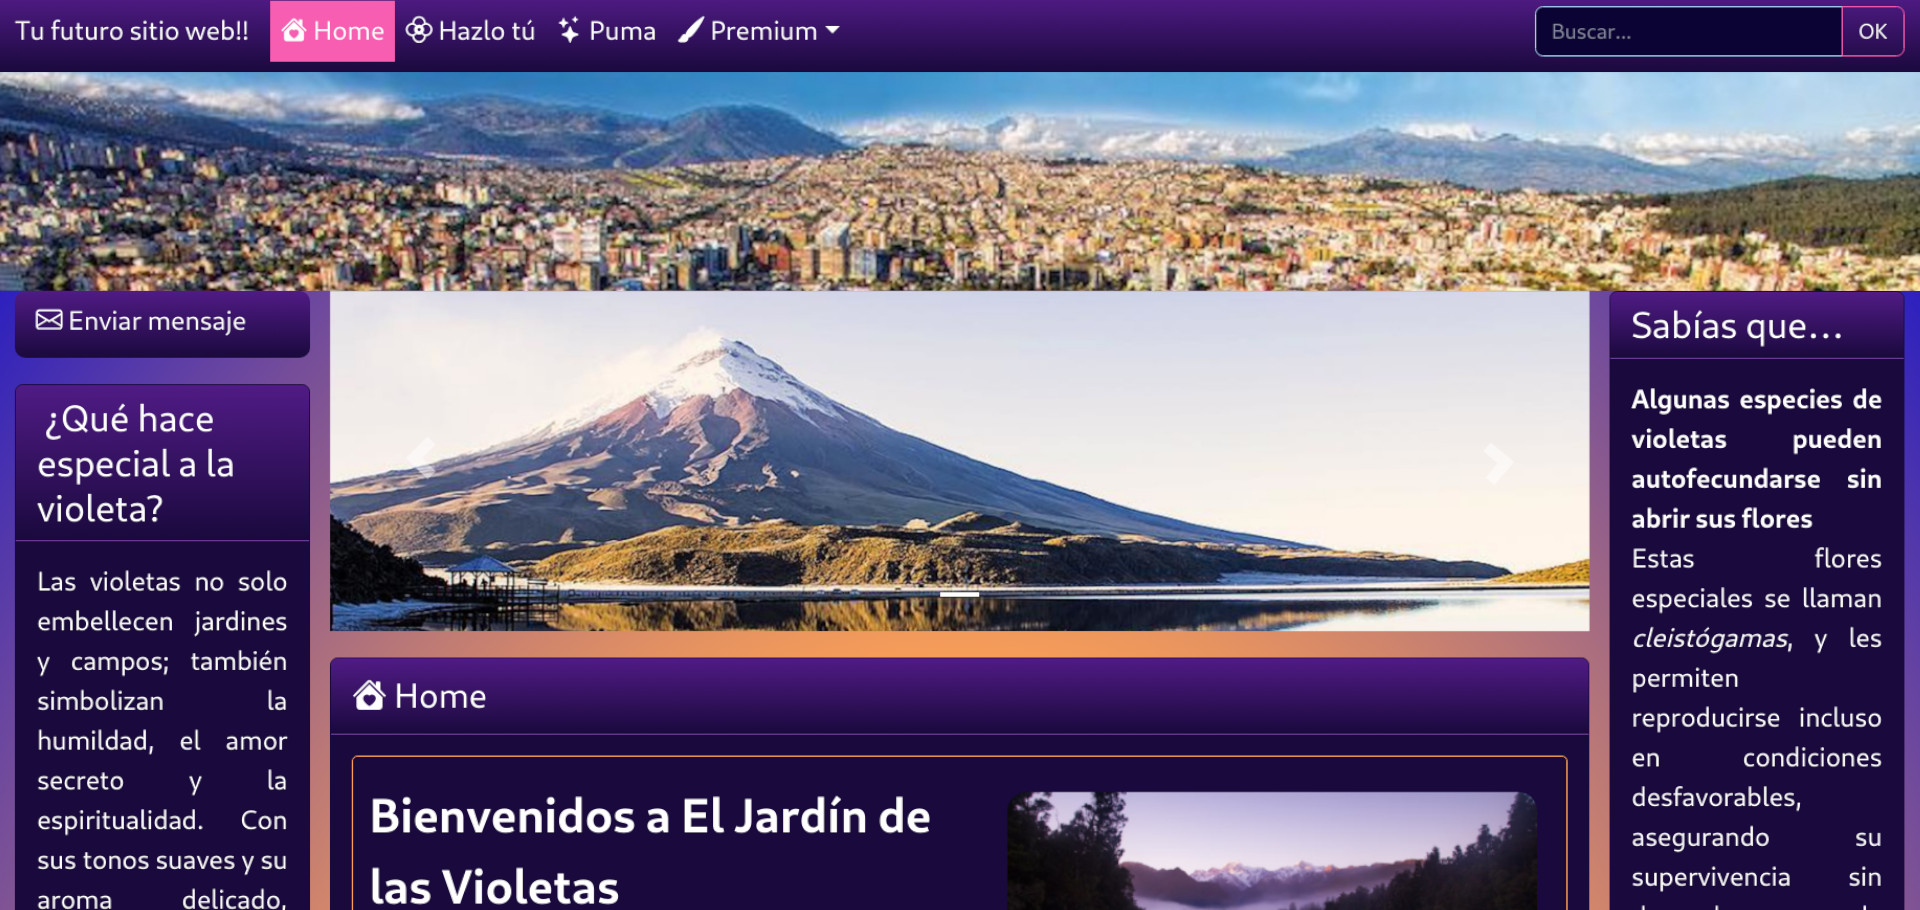 Tu futuro sitio web!! Home Hazlo tú Puma Premium Buscar... OK
Enviar mensaje
¿Qué hace
especial a la
violeta?
Las violetas no solo
embellecen jardines
y campos; también
simbolizan la
humildad, el amor
secreto y la
espiritualidad. Con
sus tonos suaves y su
aroma delicado,
Home
Bienvenidos a El Jardín de
las Violetas
Sabías que...
Algunas especies de
violetas pueden
autofecundarse sin
abrir sus flores
Estas flores
especiales se llaman
cleistógamas, y les
permiten
reproducirse incluso
en condiciones
desfavorables,
asegurando su
supervivencia sin